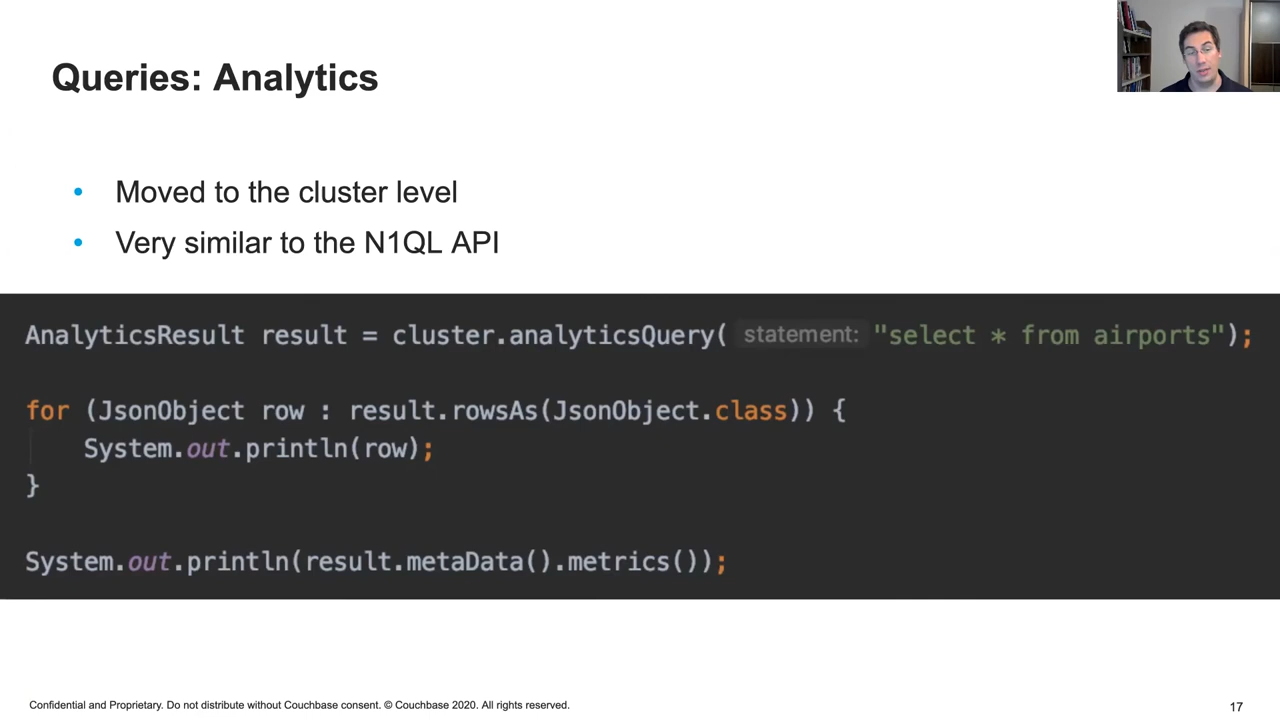 Queries: Analytics
• Moved to the cluster level
• Very similar to the N1QL API
AnalyticsResult result = cluster.analyticsQuery( statement: "select * from airports");
for (JsonObject row : result.rowsAs(JsonObject.class)) {
System.out.println(row);
}
System.out.println(result.metaData().metrics());
Confidential and Proprietary. Do not distribute without Couchbase consent. © Couchbase 2020. All rights reserved.
17